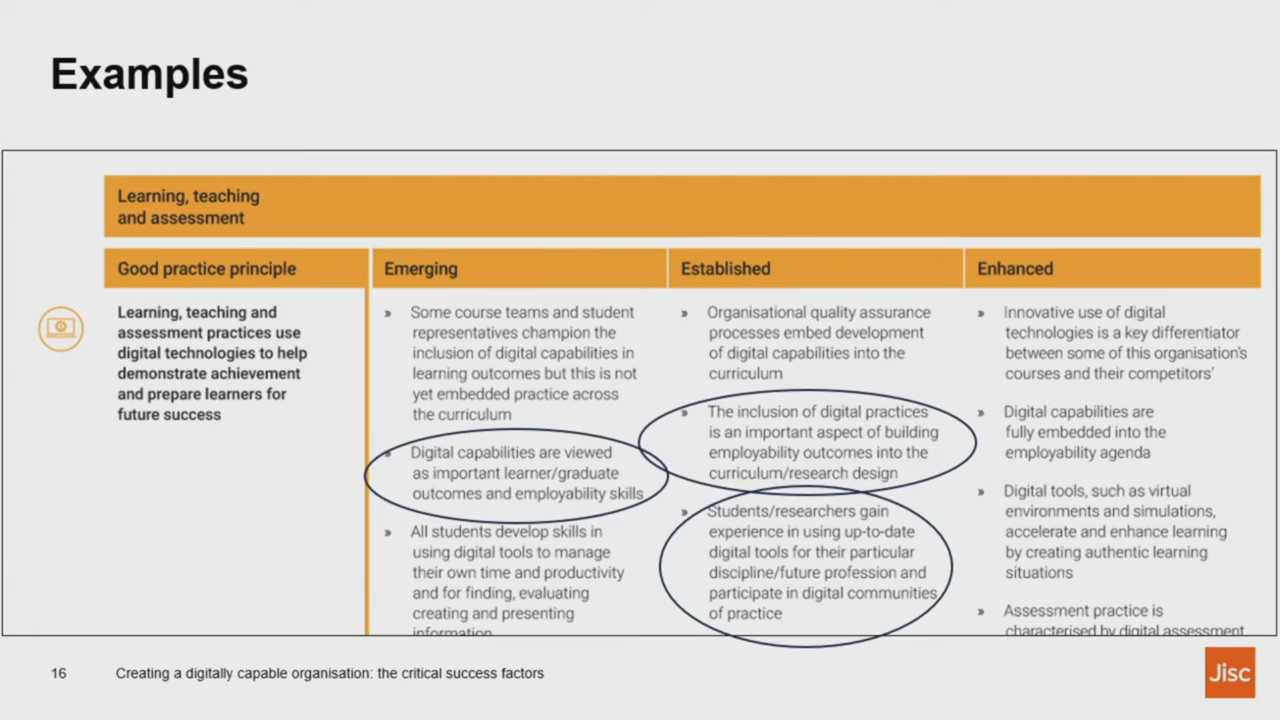 Examples
Learning, teaching
and assessment
Good practice principle
Emerging
Established
Enhanced
Learning, teaching and
assessment practices use
digital technologies to help
demonstrate achievement
and prepare learners for
future success
» Some course teams and student
representatives champion the
inclusion of digital capabilities in
learning outcomes but this is not
yet embedded practice across
the curriculum
» Digital capabilities are viewed
as important learner/graduate
outcomes and employability skills
» All students develop skills in
using digital tools to manage
their own time and productivity
and for finding, evaluating
creating and presenting
information
» Organisational quality assurance
processes embed development
of digital capabilities into the
curriculum
» The inclusion of digital practices
is an important aspect of building
employability outcomes into the
curriculum/research design
» Students/researchers gain
experience in using up-to-date
digital tools for their particular
discipline/future profession and
participate in digital communities
of practice
» Innovative use of digital
technologies is a key differentiator
between some of this organisation's
courses and their competitors'
» Digital capabilities are
fully embedded into the
employability agenda
» Digital tools, such as virtual
environments and simulations,
accelerate and enhance learning
by creating authentic learning
situations
» Assessment practice is
characterised by digital assessment
16
Creating a digitally capable organisation: the critical success factors
Jisc